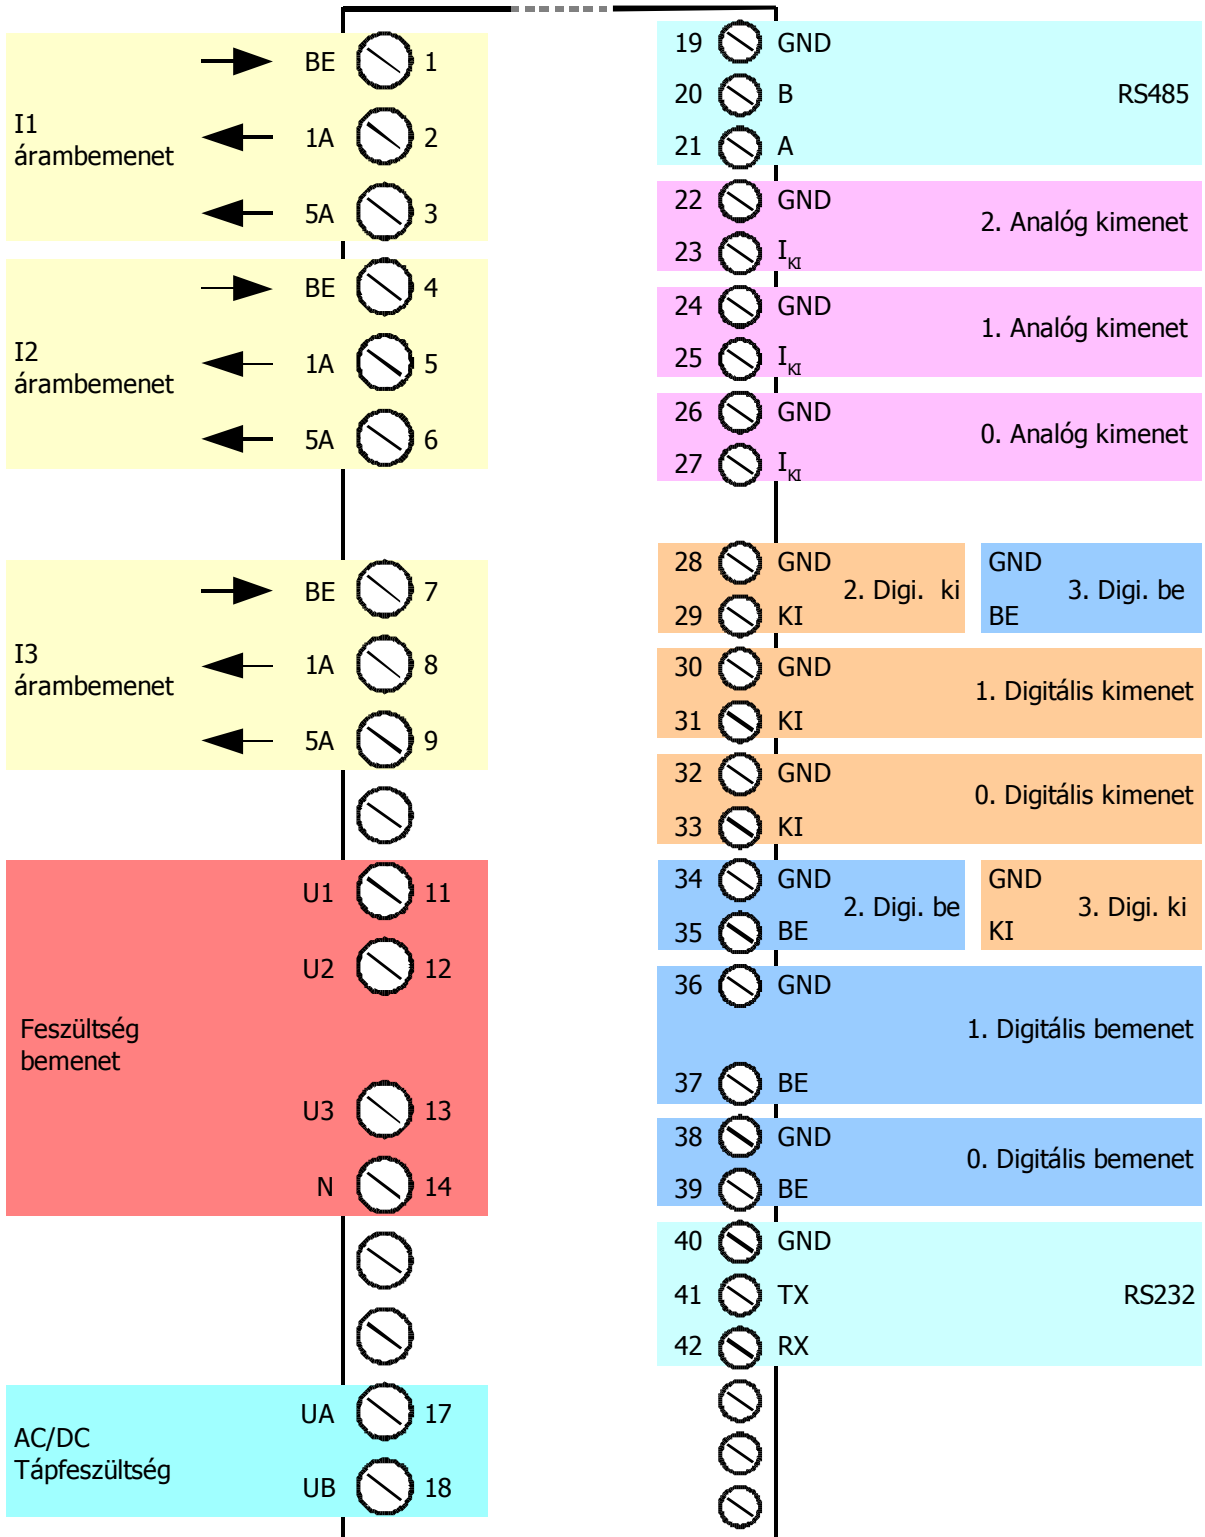 BE 1
I1
árambemenet
1A 2
5A 3
BE 4
I2
árambemenet
1A 5
5A 6
BE 7
I3
árambemenet
1A 8
5A 9
U1 11
U2 12
Feszültség
bemenet
U3 13
N 14
UA 17
AC/DC
Tápfeszültség
UB 18
19 GND
20 B RS485
21 A
22 GND
2. Analóg kimenet
23 IKI
24 GND
1. Analóg kimenet
25 IKI
26 GND
0. Analóg kimenet
27 IKI
28 GND GND
2. Digi. ki 3. Digi. be
29 KI BE
30 GND
1. Digitális kimenet
31 KI
32 GND
0. Digitális kimenet
33 KI
34 GND GND
2. Digi. be 3. Digi. ki
35 BE KI
36 GND
1. Digitális bemenet
37 BE
38 GND
0. Digitális bemenet
39 BE
40 GND
41 TX RS232
42 RX